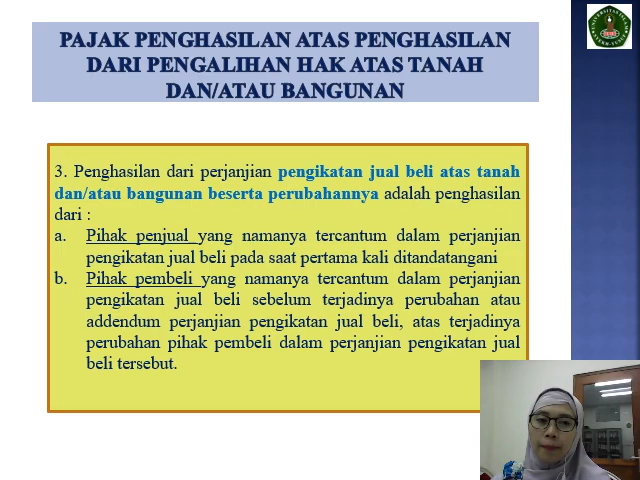 PAJAK PENGHASILAN ATAS PENGHASILAN
DARI PENGALIHAN HAK ATAS TANAH
DAN/ATAU BANGUNAN
3. Penghasilan dari perjanjian pengikatan jual beli atas tanah
dan/atau bangunan beserta perubahannya adalah penghasilan
dari :
a. Pihak penjual yang namanya tercantum dalam perjanjian
pengikatan jual beli pada saat pertama kali ditandatangani
b. Pihak pembeli yang namanya tercantum dalam perjanjian
pengikatan jual beli sebelum terjadinya perubahan atau
addendum perjanjian pengikatan jual beli, atas terjadinya
perubahan pihak pembeli dalam perjanjian pengikatan jual
beli tersebut.